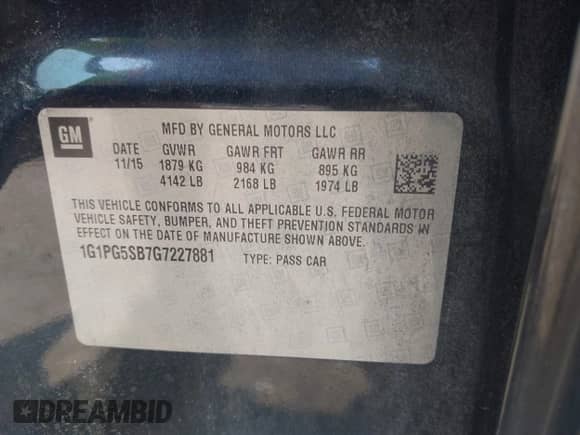 GM
MFD BY GENERAL MOTORS LLC
DATE GVWR GAWR FRT GAWR RR
11/15 1879 KG 984 KG 895 KG
4142 LB 2168 LB 1974 LB
THIS VEHICLE CONFORMS TO ALL APPLICABLE U.S. FEDERAL MOTOR
VEHICLE SAFETY, BUMPER, AND THEFT PREVENTION STANDARDS IN
EFFECT ON THE DATE OF MANUFACTURE SHOWN ABOVE.
1G1PG5SB7G7227881 TYPE: PASS CAR
DREAMBID